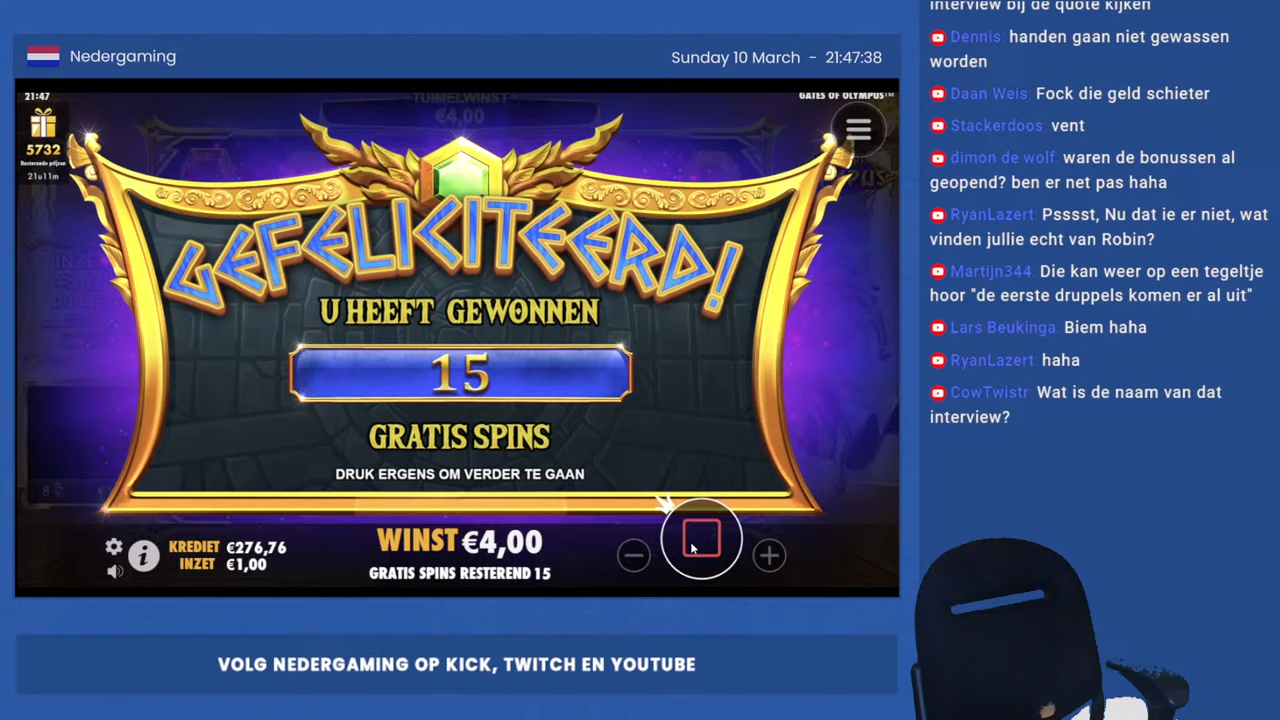 Nedergaming
Sunday 10 March - 21:47:38
21:47
5732
Resterende prijzen
21u11m
TUIMELWINST
€4,00
GATES OF OLYMPUS™
GEFELICITEERD!
U HEEFT GEWONNEN
15
GRATIS SPINS
DRUK ERGENS OM VERDER TE GAAN
KREDIET €276,76
INZET €1,00
WINST €4,00
GRATIS SPINS RESTEREND 15
VOLG NEDERGAMING OP KICK, TWITCH EN YOUTUBE
interview bij de quote kijken
Dennis: handen gaan niet gewassen
worden
Daan Weis: Fock die geld schieter
Stackerdoos: vent
dimon de wolf: waren de bonussen al
geopend? ben er net pas haha
RyanLazert: Psssst, Nu dat ie er niet, wat
vinden jullie echt van Robin?
Martijn344: Die kan weer op een tegeltje
hoor "de eerste druppels komen er al uit"
Lars Beukinga: Biem haha
RyanLazert: haha
CowTwistr: Wat is de naam van dat
interview?